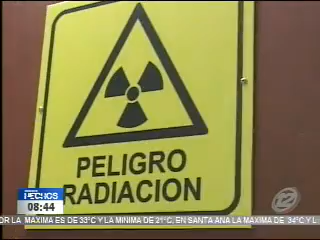 PELIGRO
RADIACION
HECHOS
08:44
12
OR LA MAXIMA ES DE 33°C Y LA MINIMA DE 21°C, EN SANTA ANA LA MAXIMA DE 34°C Y L